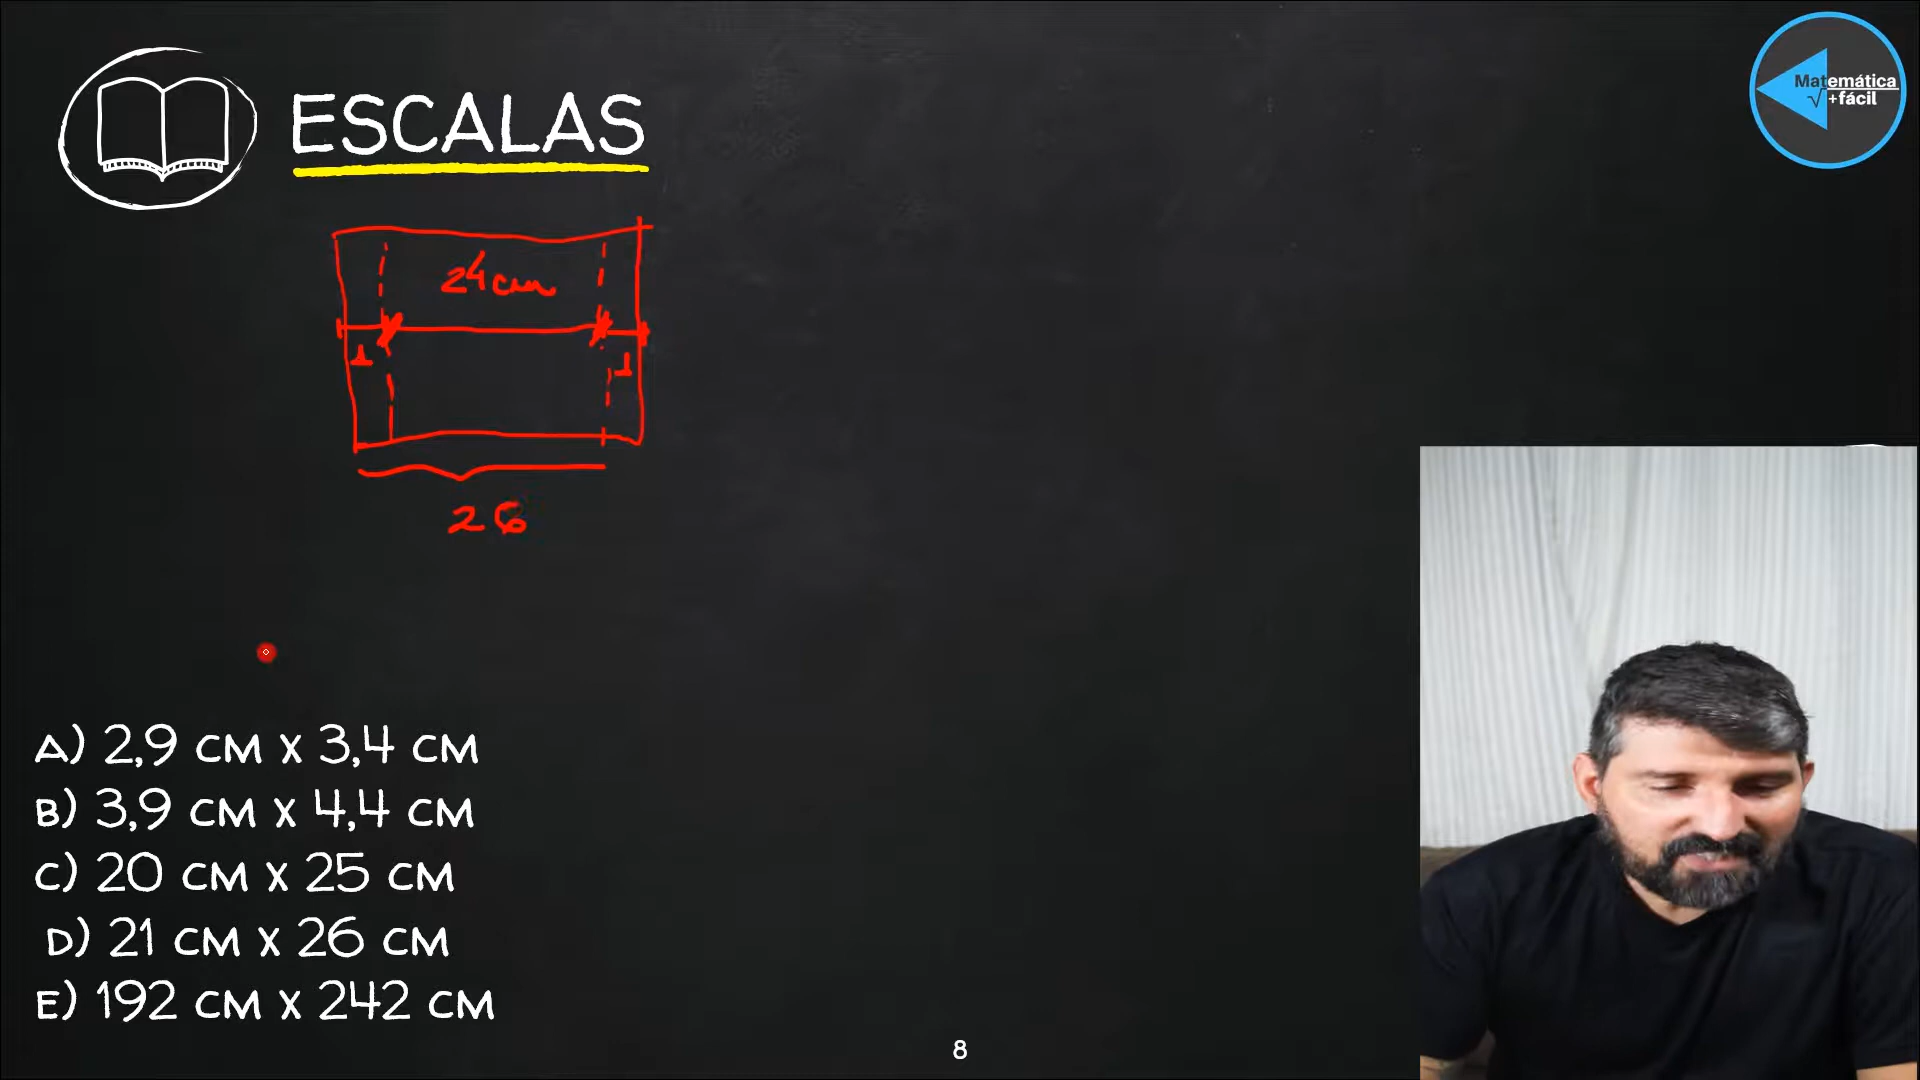 Matemática
√ +fácil
ESCALAS
24cm
1 1
26
A) 2,9 CM X 3,4 CM
B) 3,9 CM X 4,4 CM
C) 20 CM X 25 CM
D) 21 CM X 26 CM
E) 192 CM X 242 CM
8